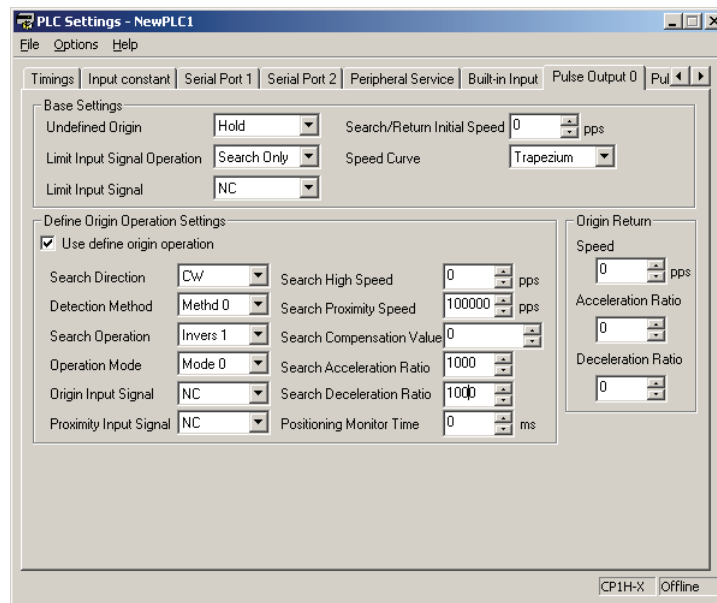 PLC Settings - NewPLC1
File Options Help
Timings Input constant Serial Port 1 Serial Port 2 Peripheral Service Built-in Input Pulse Output 0 Pul
Base Settings
Undefined Origin Hold Search/Return Initial Speed 0 pps
Limit Input Signal Operation Search Only Speed Curve Trapezium
Limit Input Signal NC
Define Origin Operation Settings Origin Return
Use define origin operation Speed
Search Direction CW Search High Speed 0 pps 0 pps
Detection Method Methd 0 Search Proximity Speed 100000 pps Acceleration Ratio
Search Operation Invers 1 Search Compensation Value 0 0
Operation Mode Mode 0 Search Acceleration Ratio 1000 Deceleration Ratio
Origin Input Signal NC Search Deceleration Ratio 1000 0
Proximity Input Signal NC Positioning Monitor Time 0 ms
CP1H-X Offline